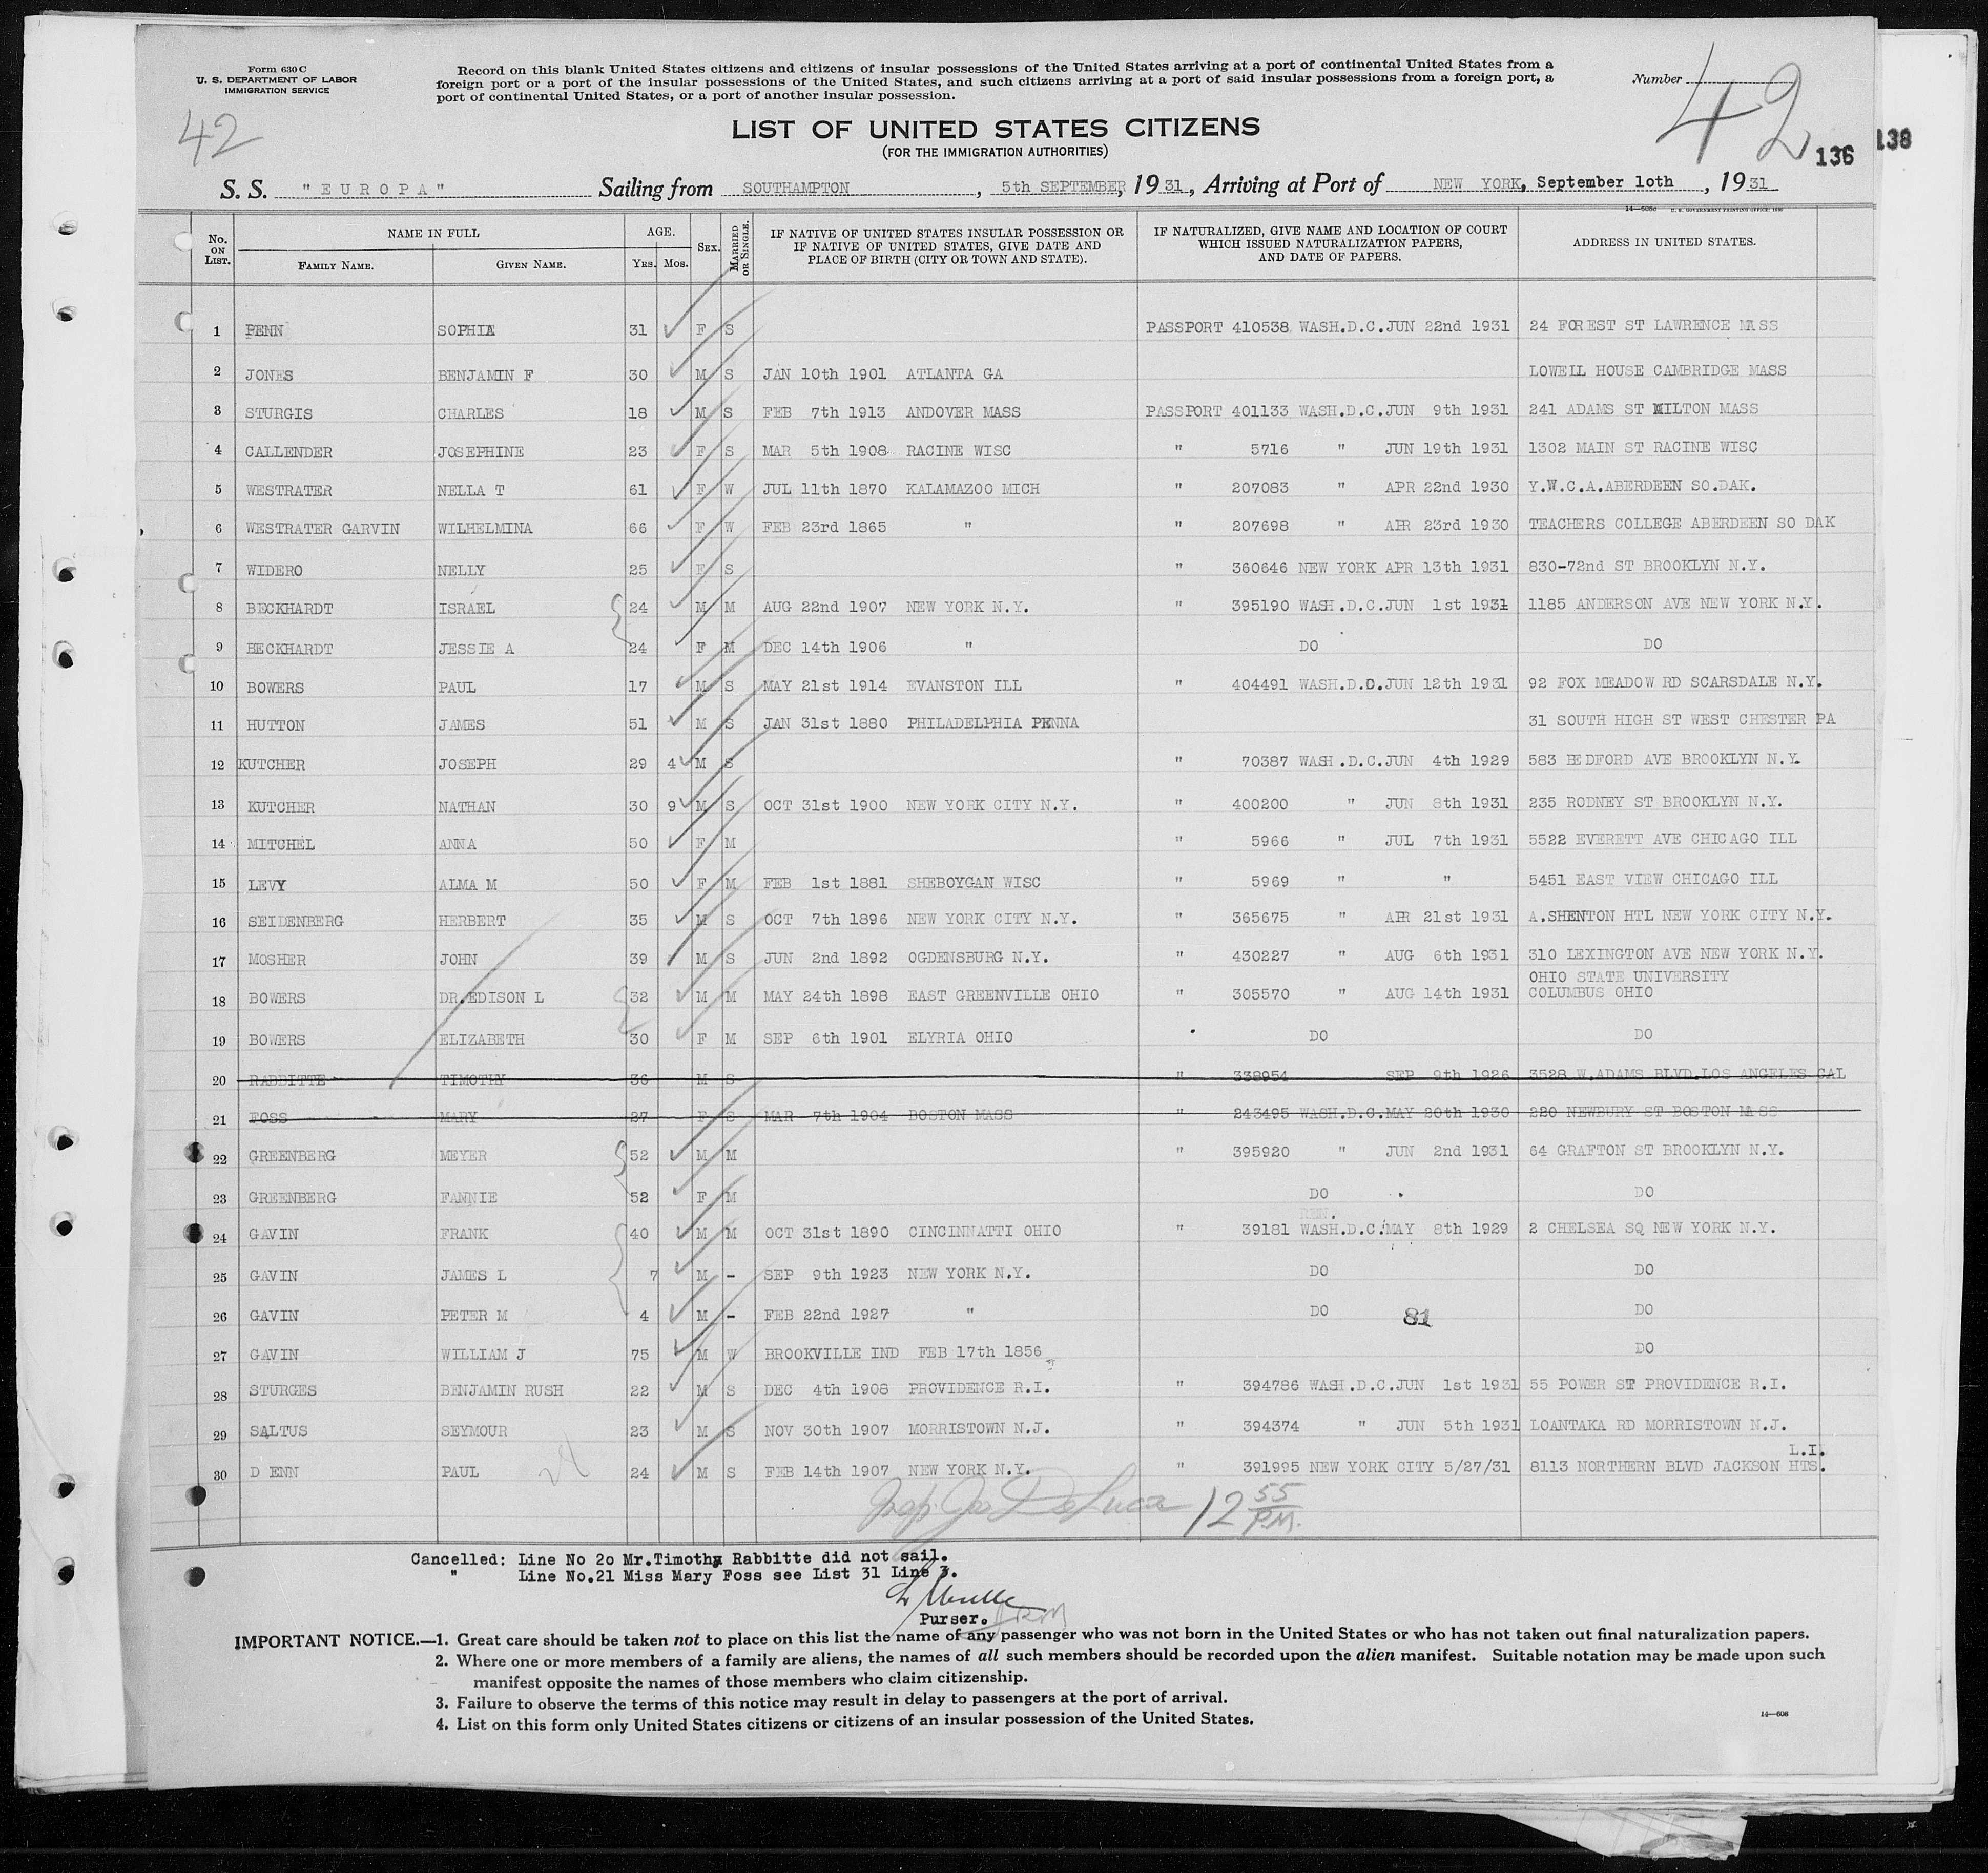 Form 630 C
U. S. DEPARTMENT OF LABOR
IMMIGRATION SERVICE
Record on this blank United States citizens and citizens of insular possessions of the United States arriving at a port of continental United States from a
foreign port or a port of the insular possessions of the United States, and such citizens arriving at a port of said insular possessions from a foreign port, a
port of continental United States, or a port of another insular possession.
Number 42
42
LIST OF UNITED STATES CITIZENS
(FOR THE IMMIGRATION AUTHORITIES)
136 138
S. S. "EUROPA" Sailing from SOUTHAMPTON, 5th SEPTEMBER, 1931, Arriving at Port of NEW YORK, September 1oth, 1931
No. ON LIST. NAME IN FULL FAMILY NAME. GIVEN NAME. AGE. YRS. MOS. SEX. MARRIED OR SINGLE. IF NATIVE OF UNITED STATES INSULAR POSSESSION OR IF NATIVE OF UNITED STATES, GIVE DATE AND PLACE OF BIRTH (CITY OR TOWN AND STATE). IF NATURALIZED, GIVE NAME AND LOCATION OF COURT WHICH ISSUED NATURALIZATION PAPERS, AND DATE OF PAPERS. ADDRESS IN UNITED STATES.
1 PENN SOPHIA 31 F S PASSPORT 410538 WASH.D.C.JUN 22nd 1931 24 FOREST ST LAWRENCE MASS
2 JONES BENJAMIN F 30 M S JAN 10th 1901 ATLANTA GA LOWELL HOUSE CAMBRIDGE MASS
3 STURGIS CHARLES 18 M S FEB 7th 1913 ANDOVER MASS PASSPORT 401133 WASH.D.C.JUN 9th 1931 241 ADAMS ST MILTON MASS
4 CALLENDER JOSEPHINE 23 F S MAR 5th 1908 RACINE WISC " 5716 " JUN 19th 1931 1302 MAIN ST RACINE WISC
5 WESTRATER NELLA T 61 F W JUL 11th 1870 KALAMAZOO MICH " 207083 " APR 22nd 1930 Y.W.C.A.ABERDEEN SO.DAK.
6 WESTRATER GARVIN WILHELMINA 66 F W FEB 23rd 1865 " " 207698 " APR 23rd 1930 TEACHERS COLLEGE ABERDEEN SO DAK
7 WIDERO NELLY 25 F S " 360646 NEW YORK APR 13th 1931 830-72nd ST BROOKLYN N.Y.
8 BECKHARDT ISRAEL 24 M M AUG 22nd 1907 NEW YORK N.Y. " 395190 WASH.D.C.JUN 1st 1931 1185 ANDERSON AVE NEW YORK N.Y.
9 BECKHARDT JESSIE A 24 F M DEC 14th 1906 " DO DO
10 BOWERS PAUL 17 M S MAY 21st 1914 EVANSTON ILL " 404491 WASH.D.C.JUN 12th 1931 92 FOX MEADOW RD SCARSDALE N.Y.
11 HUTTON JAMES 51 M S JAN 31st 1880 PHILADELPHIA PENNA 31 SOUTH HIGH ST WEST CHESTER PA
12 KUTCHER JOSEPH 29 4 M S " 70387 WASH.D.C.JUN 4th 1929 583 BEDFORD AVE BROOKLYN N.Y.
13 KUTCHER NATHAN 30 9 M S OCT 31st 1900 NEW YORK CITY N.Y. " 400200 " JUN 8th 1931 235 RODNEY ST BROOKLYN N.Y.
14 MITCHEL ANNA 50 F M " 5966 " JUL 7th 1931 5522 EVERETT AVE CHICAGO ILL
15 LEVY ALMA M 50 F M FEB 1st 1881 SHEBOYGAN WISC " 5969 " " 5451 EAST VIEW CHICAGO ILL
16 SEIDENBERG HERBERT 35 M S OCT 7th 1896 NEW YORK CITY N.Y. " 365675 " APR 21st 1931 A.SHENTON HTL NEW YORK CITY N.Y.
17 MOSHER JOHN 39 M S JUN 2nd 1892 OGDENSBURG N.Y. " 430227 " AUG 6th 1931 310 LEXINGTON AVE NEW YORK N.Y.
OHIO STATE UNIVERSITY
18 BOWERS DR.EDISON L 32 M M MAY 24th 1898 EAST GREENVILLE OHIO " 305570 " AUG 14th 1931 COLUMBUS OHIO
19 BOWERS ELIZABETH 30 F M SEP 6th 1901 ELYRIA OHIO DO DO
20 RABBITTE TIMOTHY 36 M S " 338954 SEP 9th 1926 3528 W.ADAMS BLVD.LOS ANGELES CAL
21 FOSS MARY 27 F S MAR 7th 1904 BOSTON MASS " 243495 WASH.D.C.MAY 20th 1930 220 NEWBURY ST BOSTON MASS
22 GREENBERG MEYER 52 M M " 395920 " JUN 2nd 1931 64 GRAFTON ST BROOKLYN N.Y.
23 GREENBERG FANNIE 52 F M DO DO
REN.
24 GAVIN FRANK 40 M M OCT 31st 1890 CINCINNATTI OHIO " 39181 WASH.D.C.MAY 8th 1929 2 CHELSEA SQ NEW YORK N.Y.
25 GAVIN JAMES L 7 M - SEP 9th 1923 NEW YORK N.Y. DO DO
26 GAVIN PETER M 4 M - FEB 22nd 1927 " DO 81 DO
27 GAVIN WILLIAM J 75 M W BROOKVILLE IND FEB 17th 1856 DO
28 STURGES BENJAMIN RUSH 22 M S DEC 4th 1908 PROVIDENCE R.I. " 394786 WASH.D.C.JUN 1st 1931 55 POWER ST PROVIDENCE R.I.
29 SALTUS SEYMOUR 23 M S NOV 30th 1907 MORRISTOWN N.J. " 394374 " JUN 5th 1931 LOANTAKA RD MORRISTOWN N.J.
L.I.
30 D ENN PAUL 24 M S FEB 14th 1907 NEW YORK N.Y. " 391995 NEW YORK CITY 5/27/31 8113 NORTHERN BLVD JACKSON HTS.
Insp. Jos DeLuca 12 55 P.M.
Cancelled: Line No 2o Mr.Timothy Rabbitte did not sail.
" Line No.21 Miss Mary Foss see List 31 Line 3.
Purser.
IMPORTANT NOTICE.—1. Great care should be taken not to place on this list the name of any passenger who was not born in the United States or who has not taken out final naturalization papers.
2. Where one or more members of a family are aliens, the names of all such members should be recorded upon the alien manifest. Suitable notation may be made upon such
manifest opposite the names of those members who claim citizenship.
3. Failure to observe the terms of this notice may result in delay to passengers at the port of arrival.
4. List on this form only United States citizens or citizens of an insular possession of the United States.
14—608